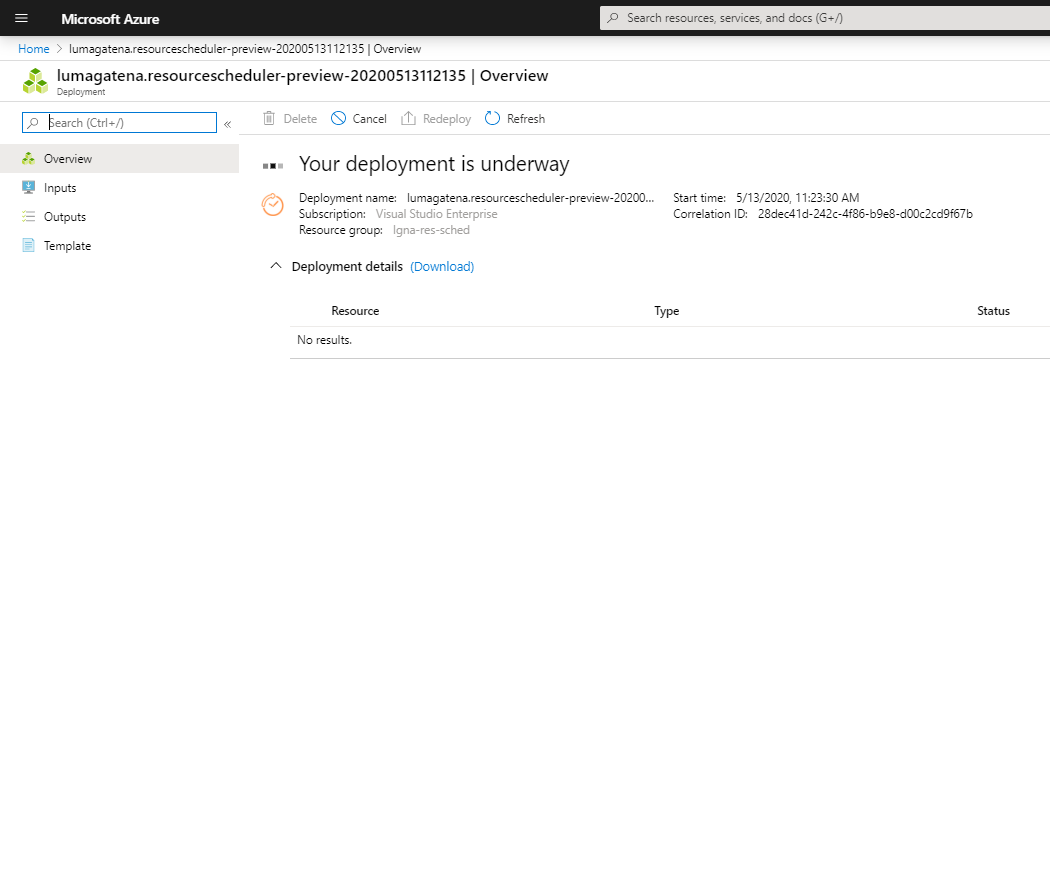 Microsoft Azure
Search resources, services, and docs (G+/)
Home > lumagatena.resourcescheduler-preview-20200513112135 | Overview
lumagatena.resourcescheduler-preview-20200513112135 | Overview
Deployment
Search (Ctrl+/)
«
Delete Cancel Redeploy Refresh
Overview
Inputs
Outputs
Template
Your deployment is underway
Deployment name: lumagatena.resourcescheduler-preview-20200...
Subscription: Visual Studio Enterprise
Resource group: lgna-res-sched
Start time: 5/13/2020, 11:23:30 AM
Correlation ID: 28dec41d-242c-4f86-b9e8-d00c2cd9f67b
Deployment details (Download)
Resource Type Status
No results.